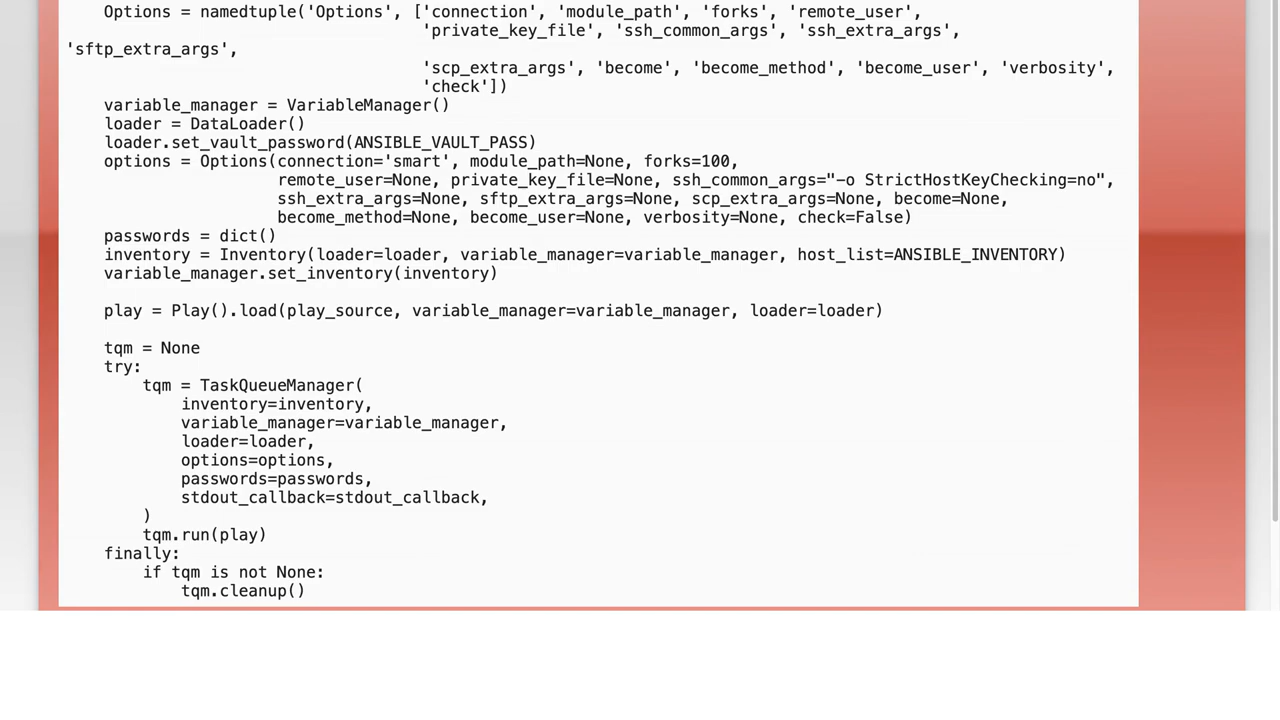 Options = namedtuple('Options', ['connection', 'module_path', 'forks', 'remote_user',
'private_key_file', 'ssh_common_args', 'ssh_extra_args',
'sftp_extra_args',
'scp_extra_args', 'become', 'become_method', 'become_user', 'verbosity',
'check'])
variable_manager = VariableManager()
loader = DataLoader()
loader.set_vault_password(ANSIBLE_VAULT_PASS)
options = Options(connection='smart', module_path=None, forks=100,
remote_user=None, private_key_file=None, ssh_common_args="-o StrictHostKeyChecking=no",
ssh_extra_args=None, sftp_extra_args=None, scp_extra_args=None, become=None,
become_method=None, become_user=None, verbosity=None, check=False)
passwords = dict()
inventory = Inventory(loader=loader, variable_manager=variable_manager, host_list=ANSIBLE_INVENTORY)
variable_manager.set_inventory(inventory)
play = Play().load(play_source, variable_manager=variable_manager, loader=loader)
tqm = None
try:
tqm = TaskQueueManager(
inventory=inventory,
variable_manager=variable_manager,
loader=loader,
options=options,
passwords=passwords,
stdout_callback=stdout_callback,
)
tqm.run(play)
finally:
if tqm is not None:
tqm.cleanup()